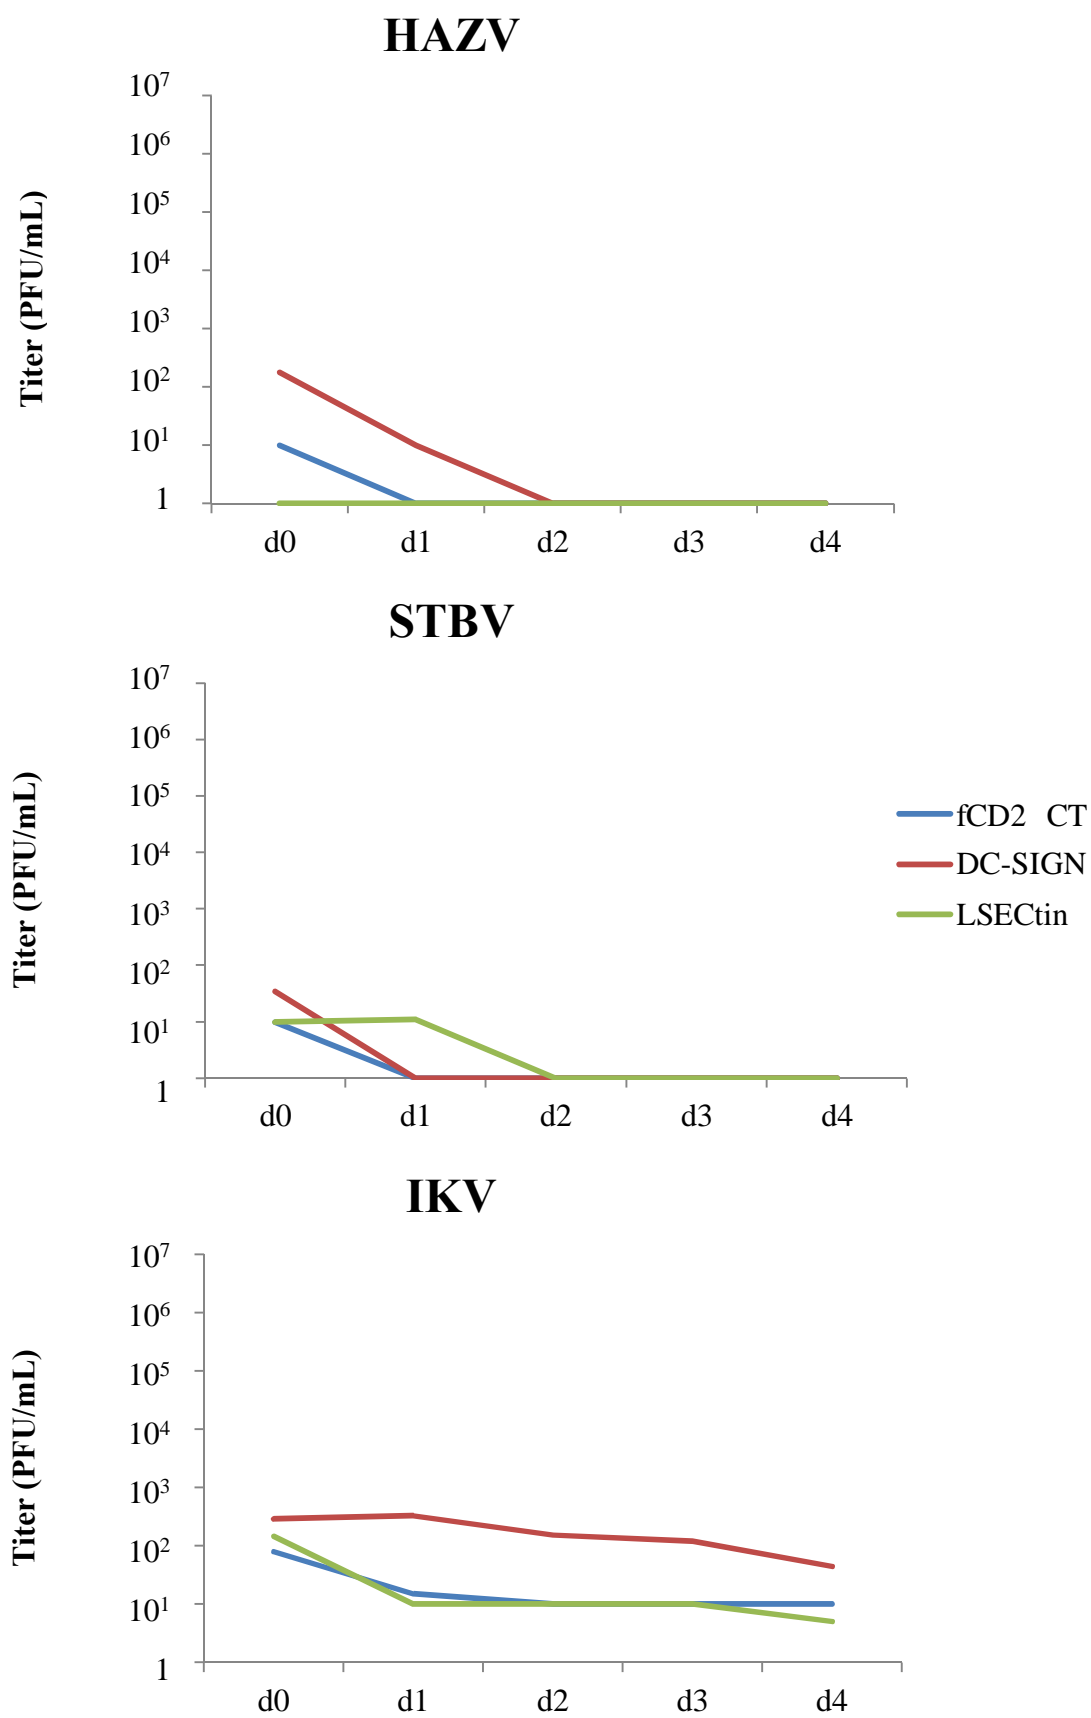 HAZV
Titer (PFU/mL)
10⁷
10⁶
10⁵
10⁴
10³
10²
10¹
1
d0 d1 d2 d3 d4
STBV
Titer (PFU/mL)
10⁷
10⁶
10⁵
10⁴
10³
10²
10¹
1
d0 d1 d2 d3 d4
fCD2 CT
DC-SIGN
LSECtin
IKV
Titer (PFU/mL)
10⁷
10⁶
10⁵
10⁴
10³
10²
10¹
1
d0 d1 d2 d3 d4